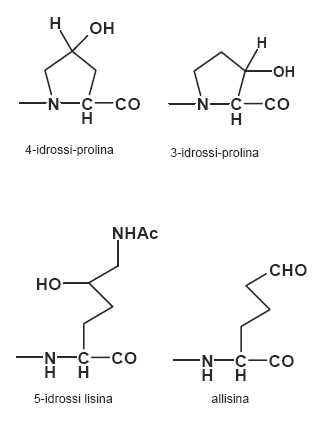 H
OH
N
C
CO
H
4-idrossi-prolina
H
OH
N
C
CO
H
3-idrossi-prolina
NHAc
HO
N
C
CO
H
H
5-idrossi lisina
CHO
N
C
CO
H
H
allisina